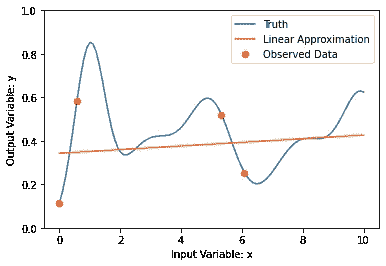 1.0
0.8
0.6
0.4
0.2
0.0
Output Variable: y
Truth
Linear Approximation
Observed Data
0 2 4 6 8 10
Input Variable: x